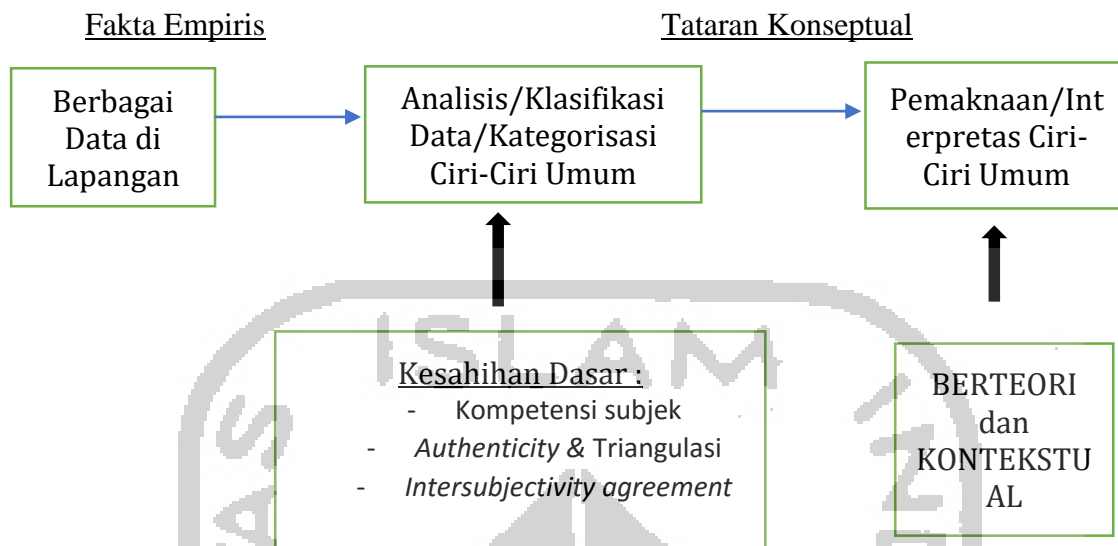 Fakta Empiris
Tataran Konseptual
Berbagai
Data di
Lapangan
Analisis/Klasifikasi
Data/Kategorisasi
Ciri-Ciri Umum
Pemaknaan/Int
erpretas Ciri-
Ciri Umum
Kesahihan Dasar :
- Kompetensi subjek
- Authenticity & Triangulasi
- Intersubjectivity agreement
BERTEORI
dan
KONTEKSTU
AL
ISLAM